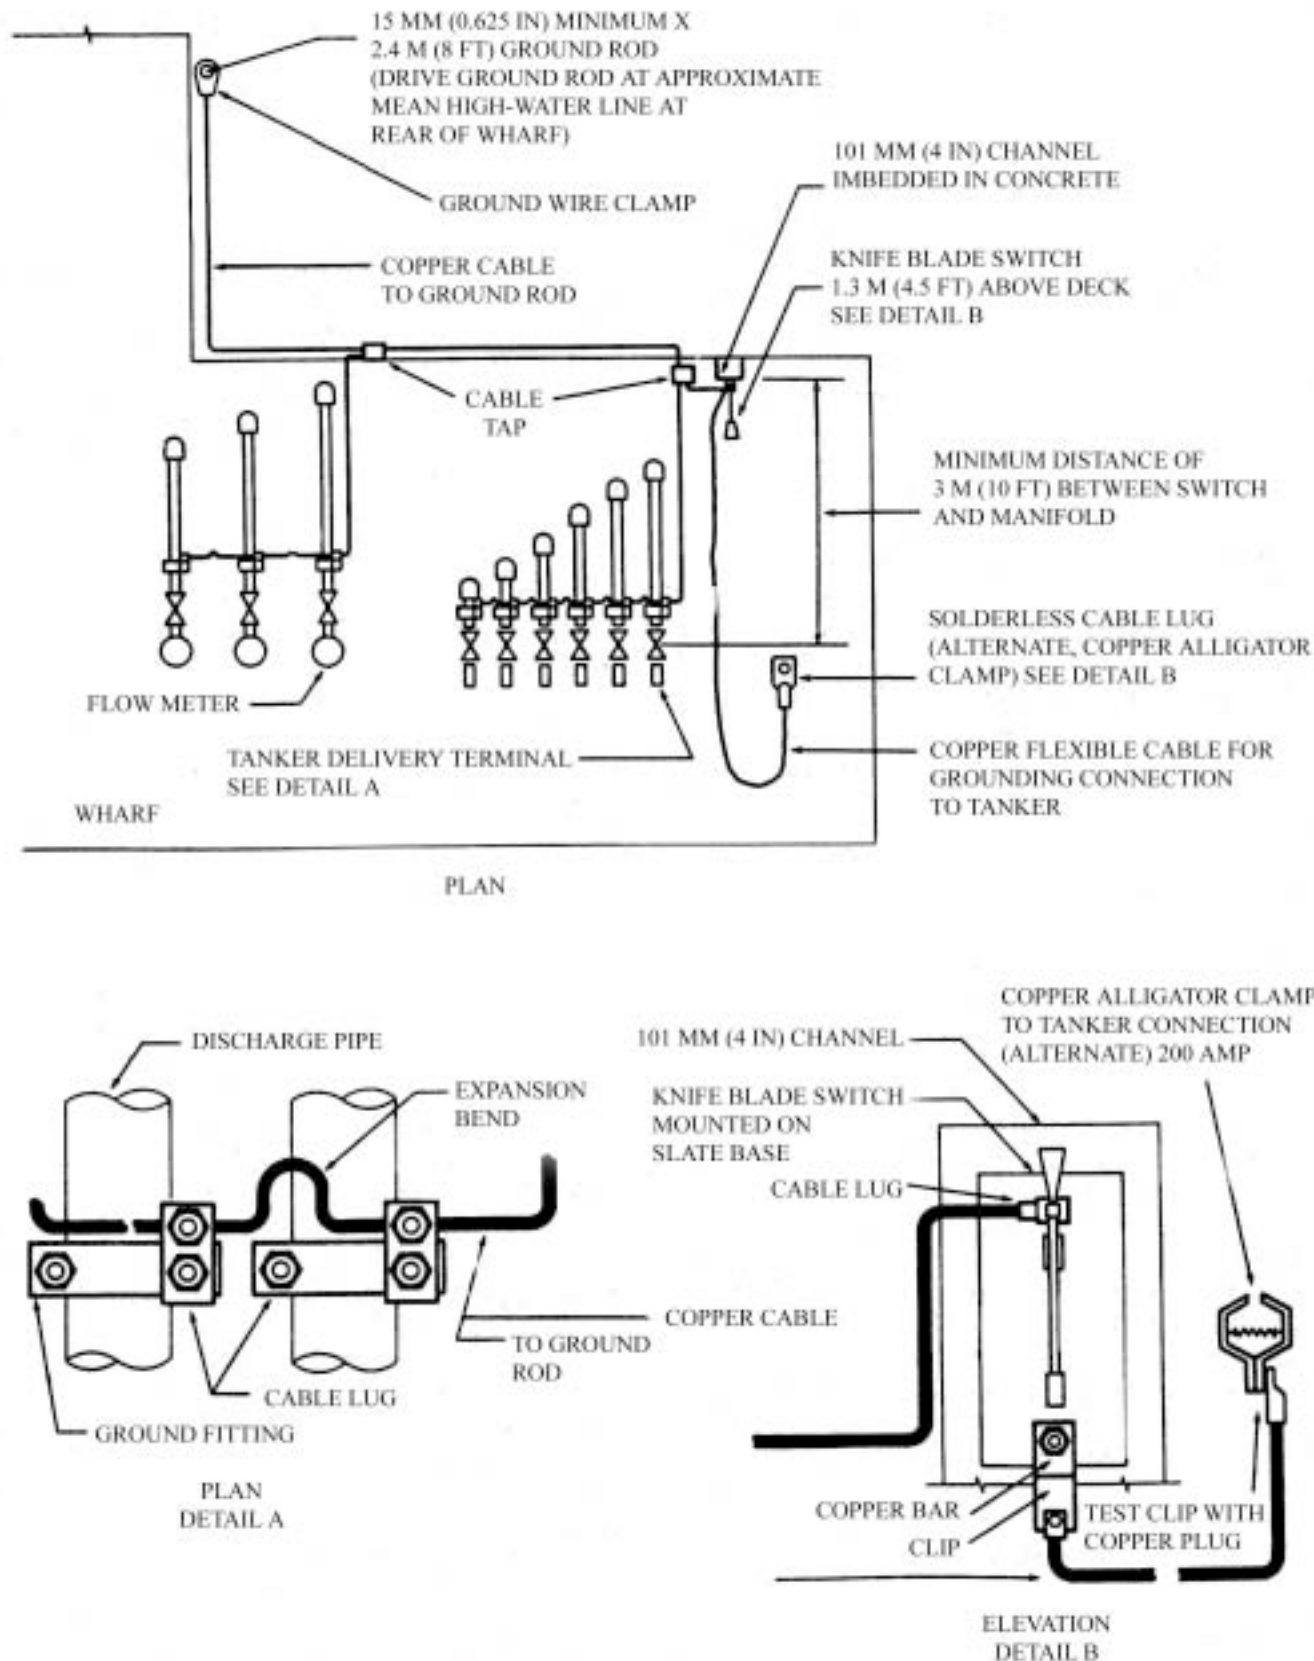 15 MM (0.625 IN) MINIMUM X
2.4 M (8 FT) GROUND ROD
(DRIVE GROUND ROD AT APPROXIMATE
MEAN HIGH-WATER LINE AT
REAR OF WHARF)
101 MM (4 IN) CHANNEL
IMBEDDED IN CONCRETE
GROUND WIRE CLAMP
COPPER CABLE
TO GROUND ROD
KNIFE BLADE SWITCH
1.3 M (4.5 FT) ABOVE DECK
SEE DETAIL B
CABLE
TAP
MINIMUM DISTANCE OF
3 M (10 FT) BETWEEN SWITCH
AND MANIFOLD
SOLDERLESS CABLE LUG
(ALTERNATE, COPPER ALLIGATOR
CLAMP) SEE DETAIL B
FLOW METER
TANKER DELIVERY TERMINAL
SEE DETAIL A
COPPER FLEXIBLE CABLE FOR
GROUNDING CONNECTION
TO TANKER
WHARF
PLAN
DISCHARGE PIPE
EXPANSION
BEND
COPPER CABLE
TO GROUND
ROD
CABLE LUG
GROUND FITTING
PLAN
DETAIL A
COPPER ALLIGATOR CLAMP
TO TANKER CONNECTION
(ALTERNATE) 200 AMP
101 MM (4 IN) CHANNEL
KNIFE BLADE SWITCH
MOUNTED ON
SLATE BASE
CABLE LUG
COPPER BAR
CLIP
TEST CLIP WITH
COPPER PLUG
ELEVATION
DETAIL B